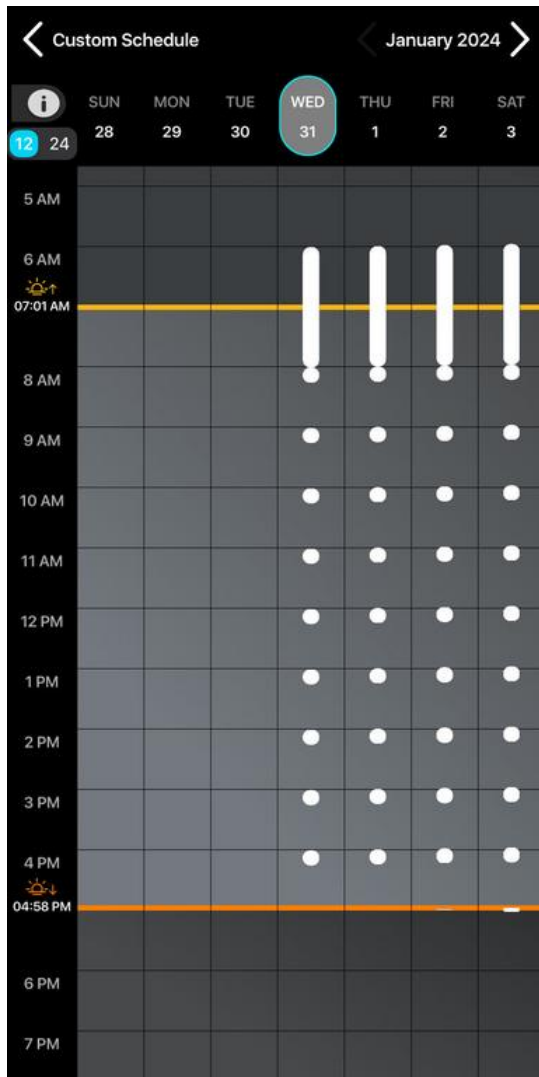 Custom Schedule
January 2024
i
SUN MON TUE WED THU FRI SAT
12 24
28 29 30 31 1 2 3
5 AM
6 AM
07:01 AM
8 AM
9 AM
10 AM
11 AM
12 PM
1 PM
2 PM
3 PM
4 PM
04:58 PM
6 PM
7 PM